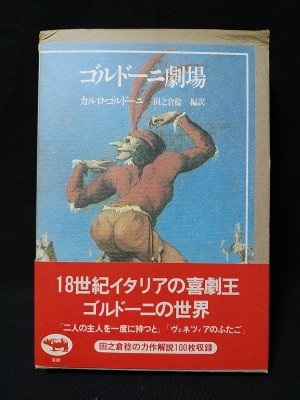 ゴルドーニ劇場
カルロ・ゴルドーニ 田之倉稔 編訳
18世紀イタリアの喜劇王
ゴルドーニの世界
「二人の主人を一度に持つと」「ヴェネツィアのふたご」
田之倉稔の力作解説100枚収録
晶文社